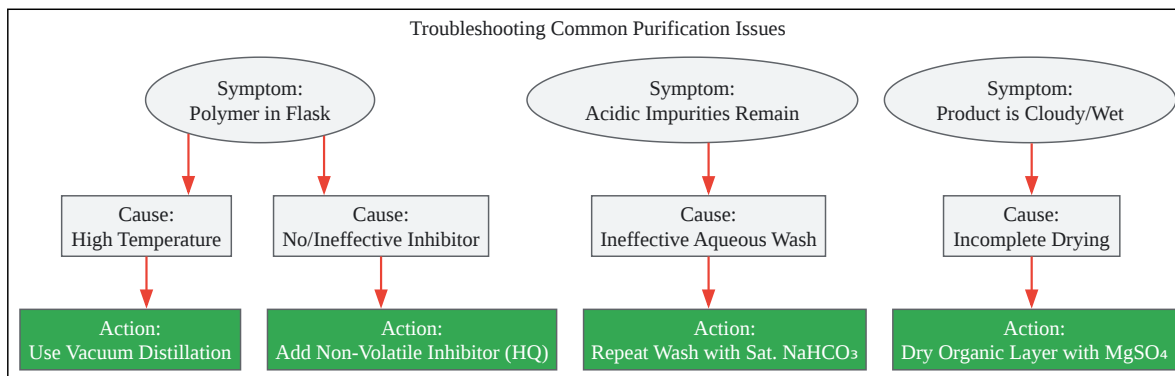 Troubleshooting Common Purification Issues
Symptom:
Polymer in Flask
Symptom:
Acidic Impurities Remain
Symptom:
Product is Cloudy/Wet
Cause:
High Temperature
Cause:
No/Ineffective Inhibitor
Cause:
Ineffective Aqueous Wash
Cause:
Incomplete Drying
Action:
Use Vacuum Distillation
Action:
Add Non-Volatile Inhibitor (HQ)
Action:
Repeat Wash with Sat. NaHCO₃
Action:
Dry Organic Layer with MgSO₄